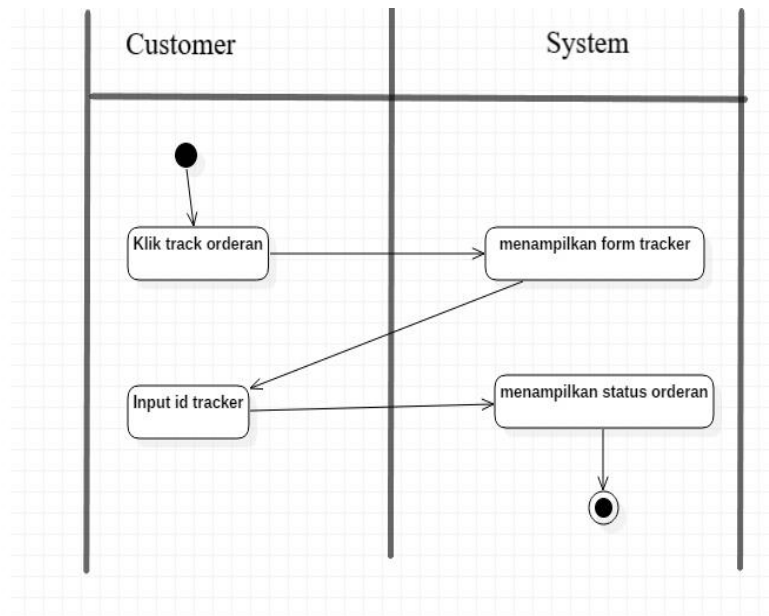 Customer
System
Klik track orderan
menampilkan form tracker
Input id tracker
menampilkan status orderan